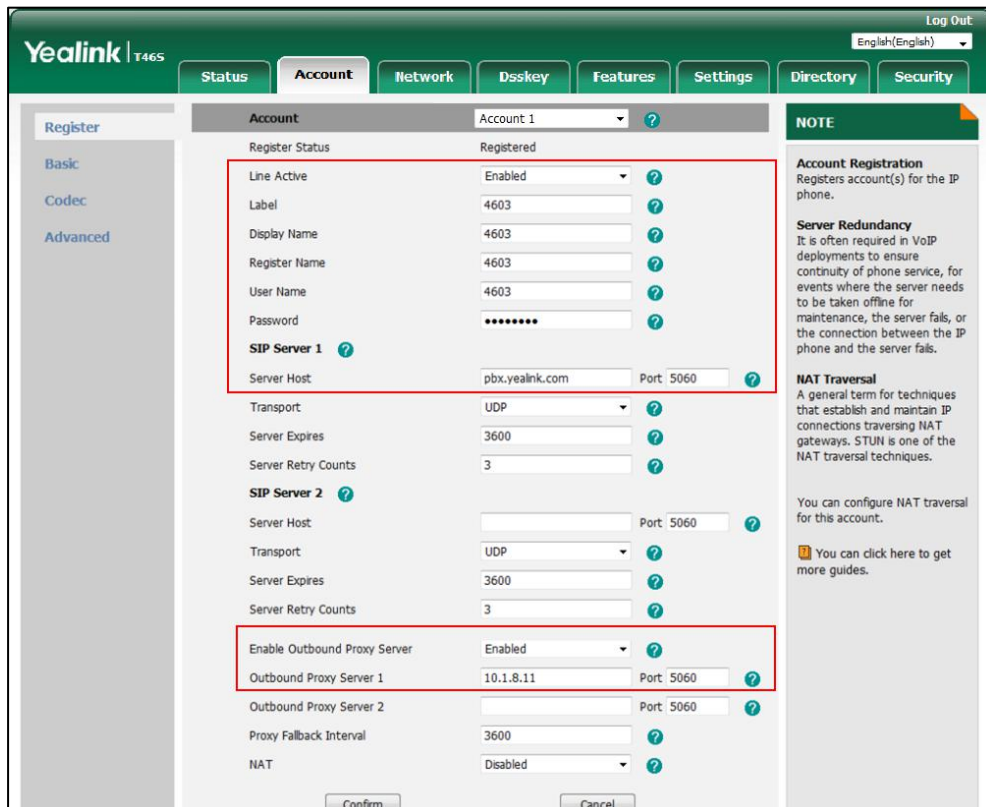 Log Out
Yealink | T46S
English(English)
Status Account Network Dsskey Features Settings Directory Security
Register
Basic
Codec
Advanced
Account Account 1
Register Status Registered
Line Active Enabled
Label 4603
Display Name 4603
Register Name 4603
User Name 4603
Password ••••••••
SIP Server 1
Server Host pbx.yealink.com Port 5060
Transport UDP
Server Expires 3600
Server Retry Counts 3
SIP Server 2
Server Host Port 5060
Transport UDP
Server Expires 3600
Server Retry Counts 3
Enable Outbound Proxy Server Enabled
Outbound Proxy Server 1 10.1.8.11 Port 5060
Outbound Proxy Server 2 Port 5060
Proxy Fallback Interval 3600
NAT Disabled
Confirm Cancel
NOTE
Account Registration
Registers account(s) for the IP
phone.
Server Redundancy
It is often required in VoIP
deployments to ensure
continuity of phone service, for
events where the server needs
to be taken offline for
maintenance, the server fails, or
the connection between the IP
phone and the server fails.
NAT Traversal
A general term for techniques
that establish and maintain IP
connections traversing NAT
gateways. STUN is one of the
NAT traversal techniques.
You can configure NAT traversal
for this account.
You can click here to get
more guides.